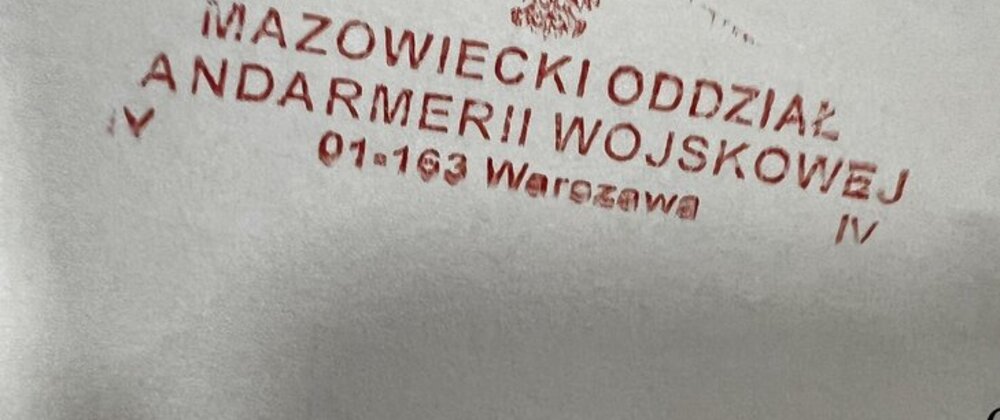 MAZOWIECKI ODDZIAŁ
ANDARMERII WOJSKOWEJ
IV
01-163 Warszawa
IV